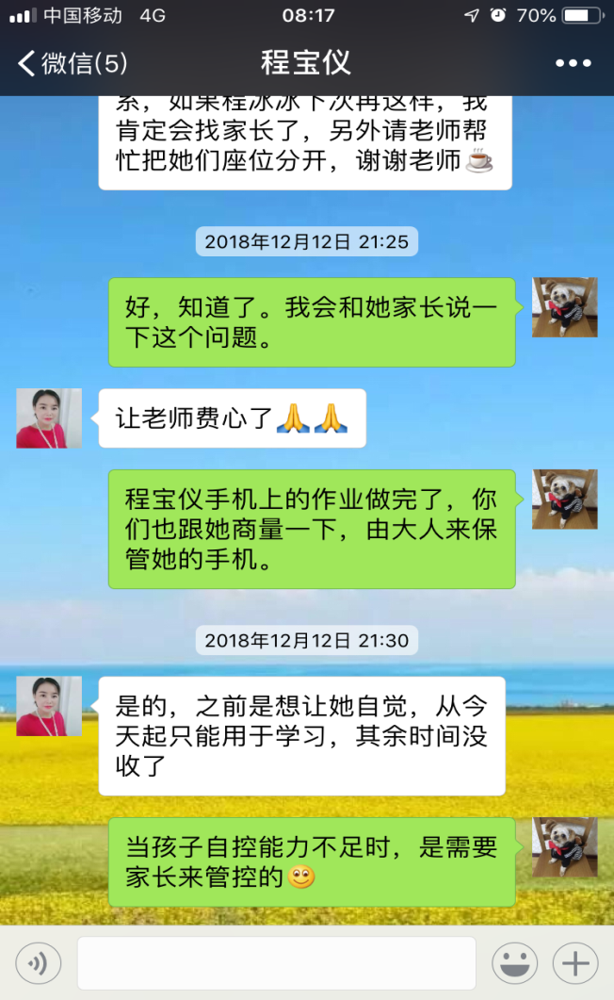 中国移动 4G 08:17 70%
微信(5) 程宝仪
系，如果程冰冰下次再这样，我
肯定会找家长了，另外请老师帮
忙把她们座位分开，谢谢老师☕
2018年12月12日 21:25
好，知道了。我会和她家长说一
下这个问题。
让老师费心了🙏🙏
程宝仪手机上的作业做完了，你
们也跟她商量一下，由大人来保
管她的手机。
2018年12月12日 21:30
是的，之前是想让她自觉，从今
天起只能用于学习，其余时间没
收了
当孩子自控能力不足时，是需要
家长来管控的🙂